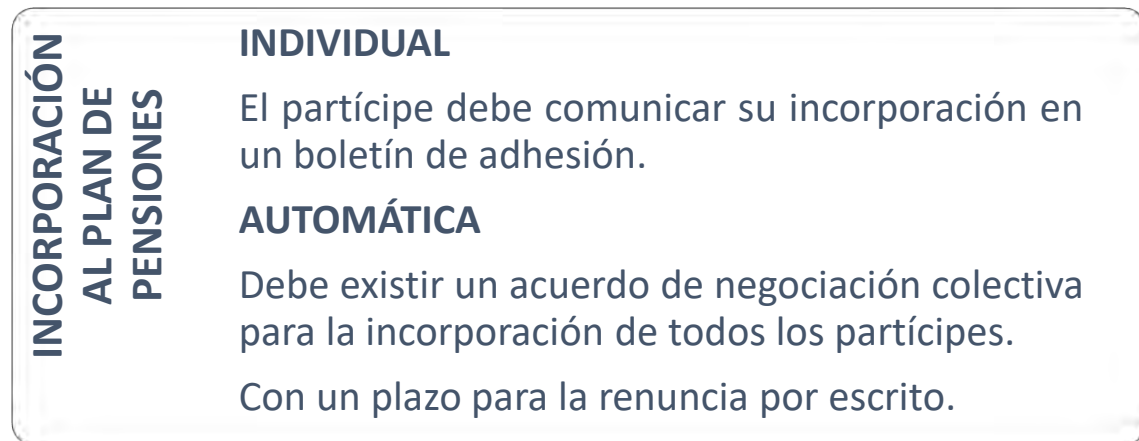 INCORPORACIÓN
AL PLAN DE
PENSIONES
INDIVIDUAL
El partícipe debe comunicar su incorporación en
un boletín de adhesión.
AUTOMÁTICA
Debe existir un acuerdo de negociación colectiva
para la incorporación de todos los partícipes.
Con un plazo para la renuncia por escrito.